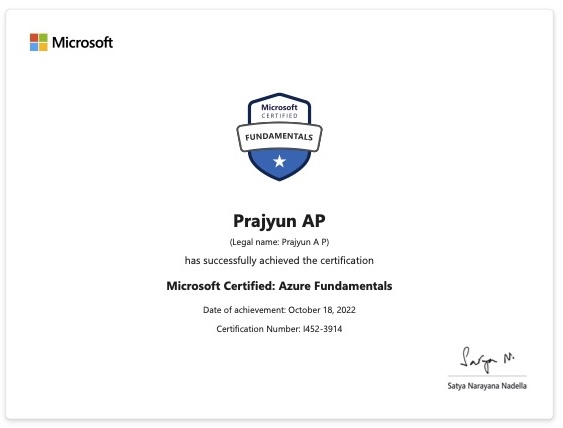 Microsoft
Microsoft
CERTIFIED
FUNDAMENTALS
Prajyun AP
(Legal name: Prajyun A P)
has successfully achieved the certification
Microsoft Certified: Azure Fundamentals
Date of achievement: October 18, 2022
Certification Number: I452-3914
Satya N.
Satya Narayana Nadella